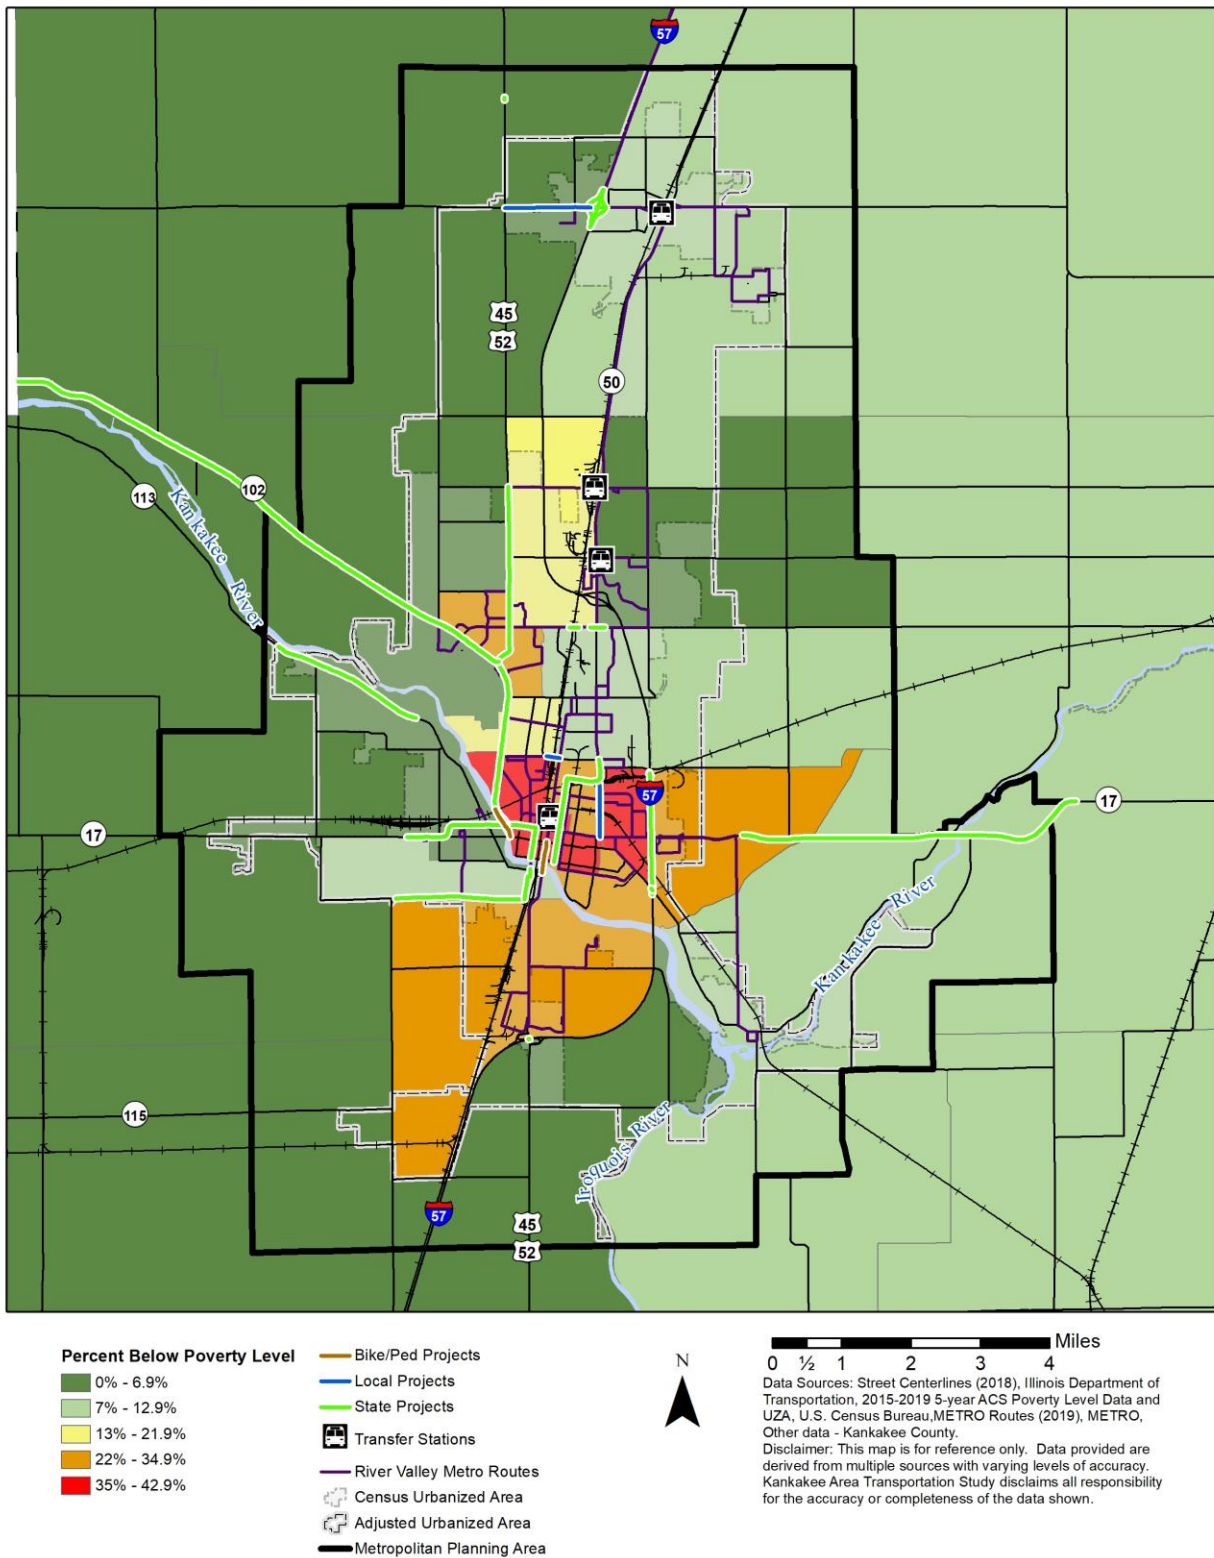 57
45
52
50
113
102
Kankakee River
57
17
17
Kankakee River
115
Iroquois River
57
45
52
Percent Below Poverty Level
0% - 6.9%
7% - 12.9%
13% - 21.9%
22% - 34.9%
35% - 42.9%
Bike/Ped Projects
Local Projects
State Projects
Transfer Stations
River Valley Metro Routes
Census Urbanized Area
Adjusted Urbanized Area
Metropolitan Planning Area
N
Miles
0 ½ 1 2 3 4
Data Sources: Street Centerlines (2018), Illinois Department of
Transportation, 2015-2019 5-year ACS Poverty Level Data and
UZA, U.S. Census Bureau,METRO Routes (2019), METRO,
Other data - Kankakee County.
Disclaimer: This map is for reference only. Data provided are
derived from multiple sources with varying levels of accuracy.
Kankakee Area Transportation Study disclaims all responsibility
for the accuracy or completeness of the data shown.